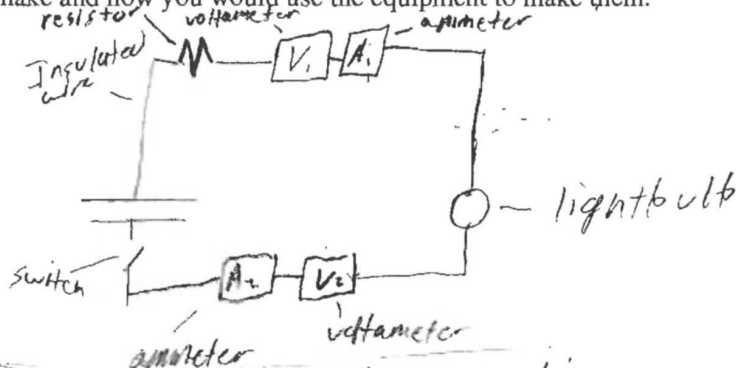 make and how you would use the equipment to make them.
resistor voltameter ammeter
Insulated
wire
V₁ A₁
lightbulb
switch
A₂ V₂
ammeter voltameter